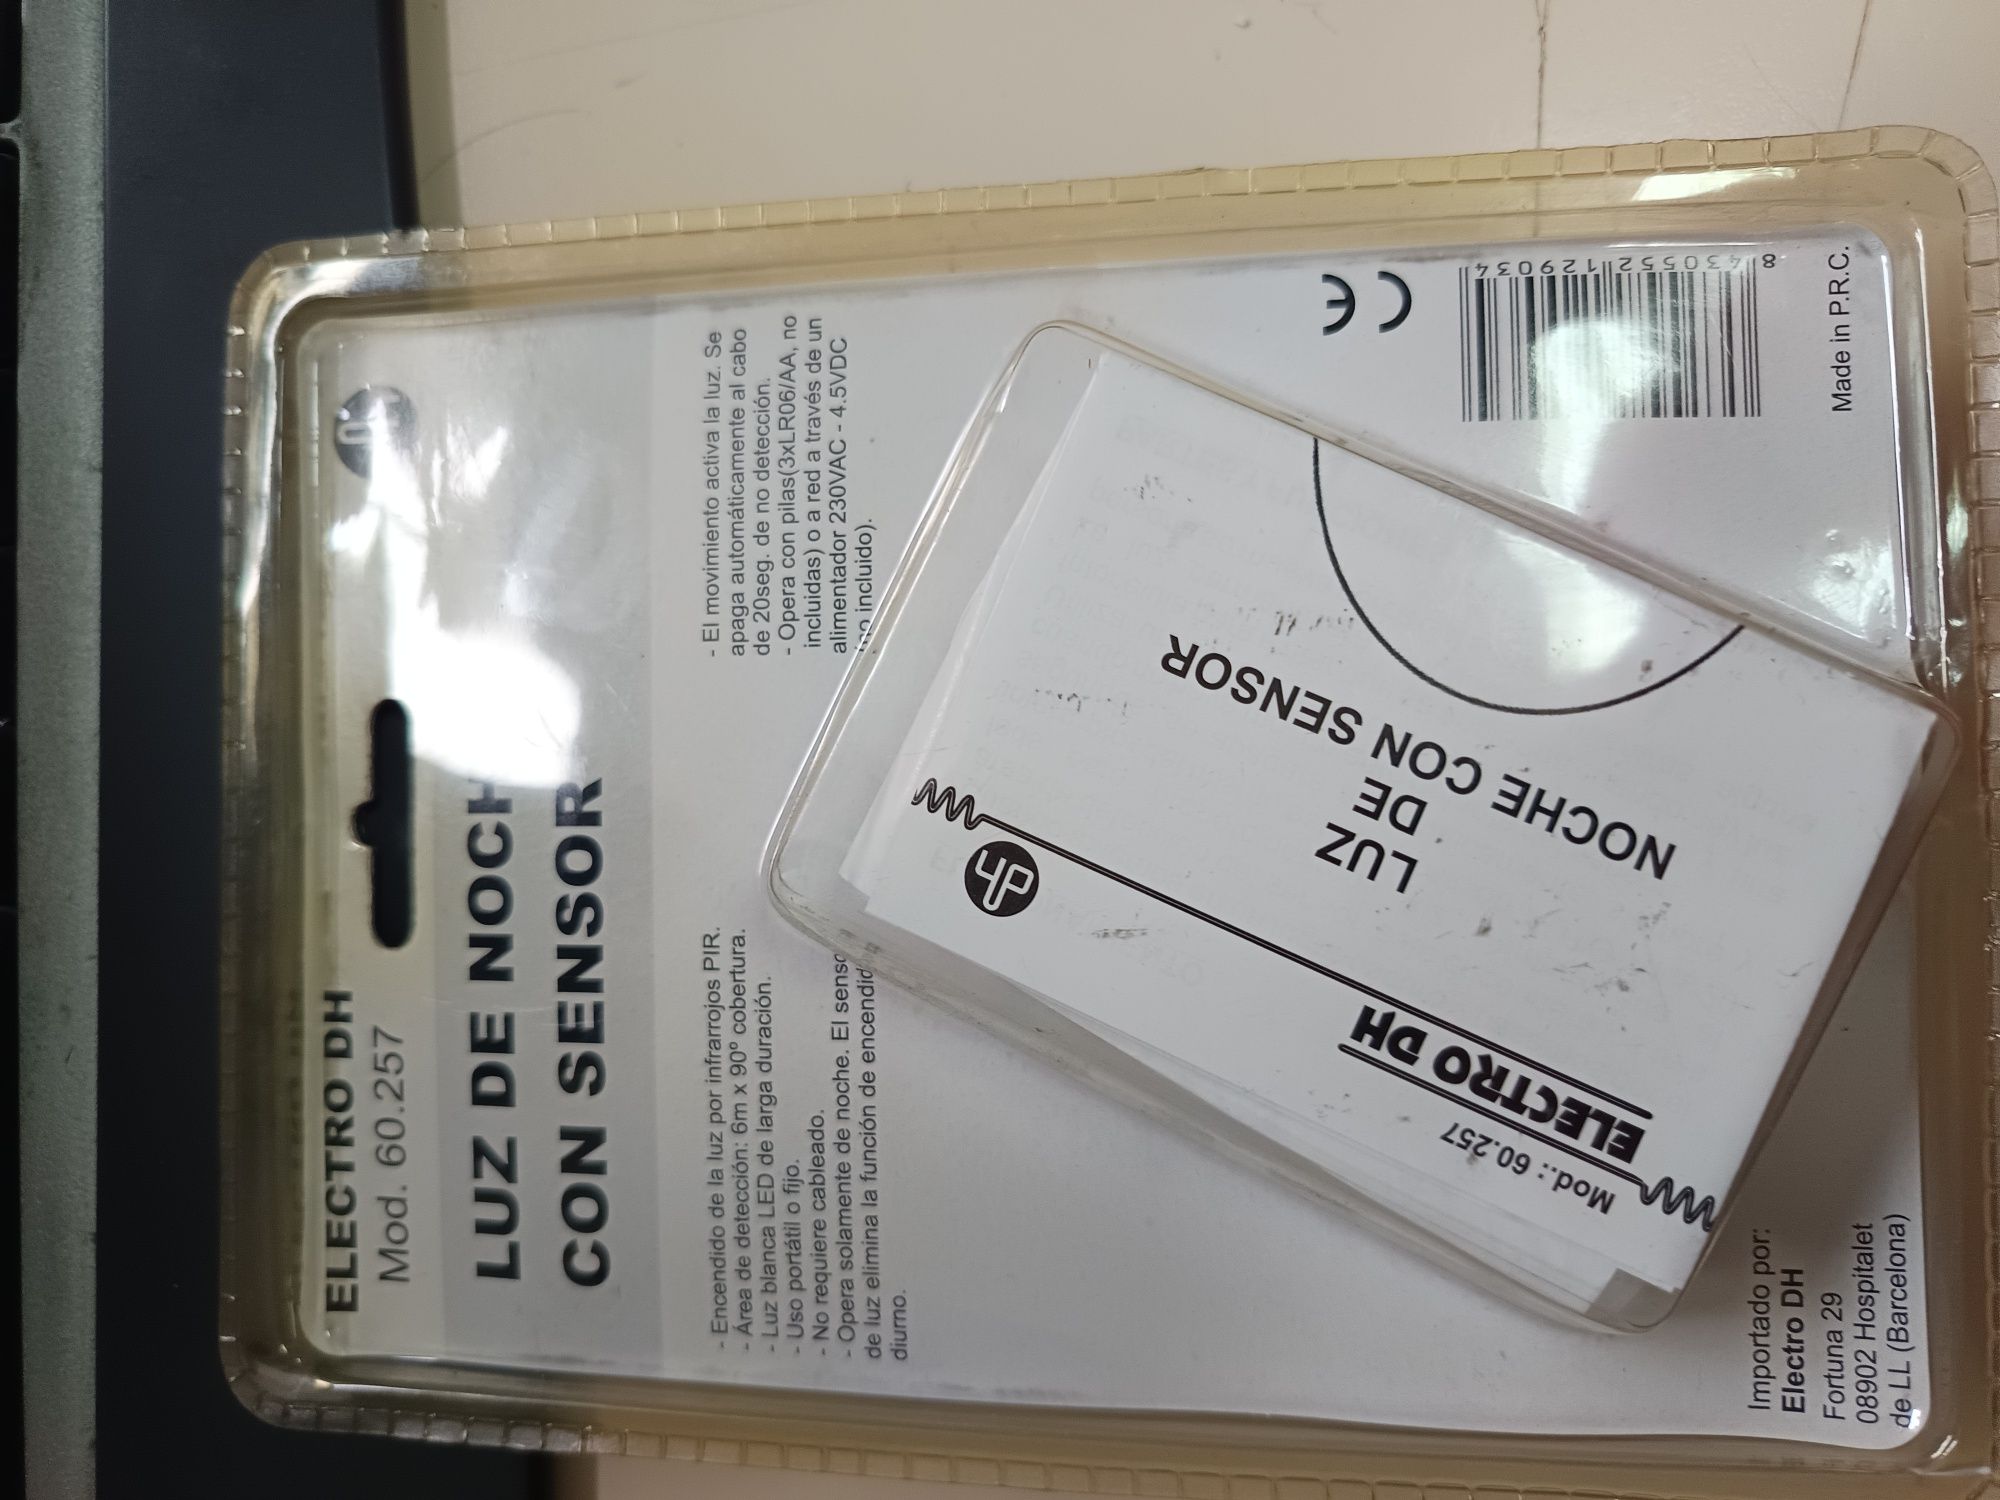 ELECTRO DH
Mod. 60.257
LUZ DE NOCH
CON SENSOR
- Encendido de la luz por infrarrojos PIR.
- Área de detección: 6m x 90º cobertura.
- Luz blanca LED de larga duración.
- Uso portátil o fijo.
- No requiere cableado.
- Opera solamente de noche. El senso
de luz elimina la función de encendid
diurno.
- El movimiento activa la luz. Se
apaga automáticamente al cabo
de 20seg. de no detección.
- Opera con pilas(3xLR06/AA, no
incluidas) o a red a través de un
alimentador 230VAC - 4.5VDC
no incluido).
Mod.: 60.257
ELECTRO DH
dh
LUZ
DE
NOCHE CON SENSOR
CE
8 430552 129034
Made in P.R.C.
Importado por:
Electro DH
Fortuna 29
08902 Hospitalet
de LL (Barcelona)